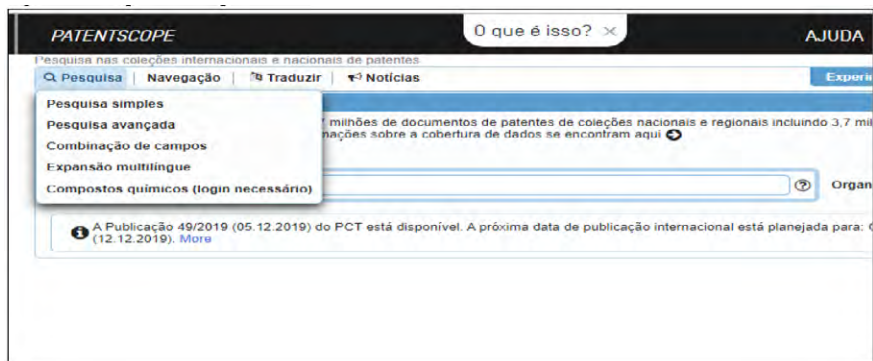 PATENTSCOPE
O que é isso? ×
AJUDA
Pesquisa nas coleções internacionais e nacionais de patentes
Pesquisa | Navegação | Traduzir | Notícias
Pesquisa simples
Pesquisa avançada
Combinação de campos
Expansão multilíngue
Compostos químicos (login necessário)
milhões de documentos de patentes de coleções nacionais e regionais incluindo 3,7
sobre a cobertura de dados se encontram aqui
A Publicação 49/2019 (05.12.2019) do PCT está disponível. A próxima data de publicação internacional está planejada para:
(12.12.2019). More